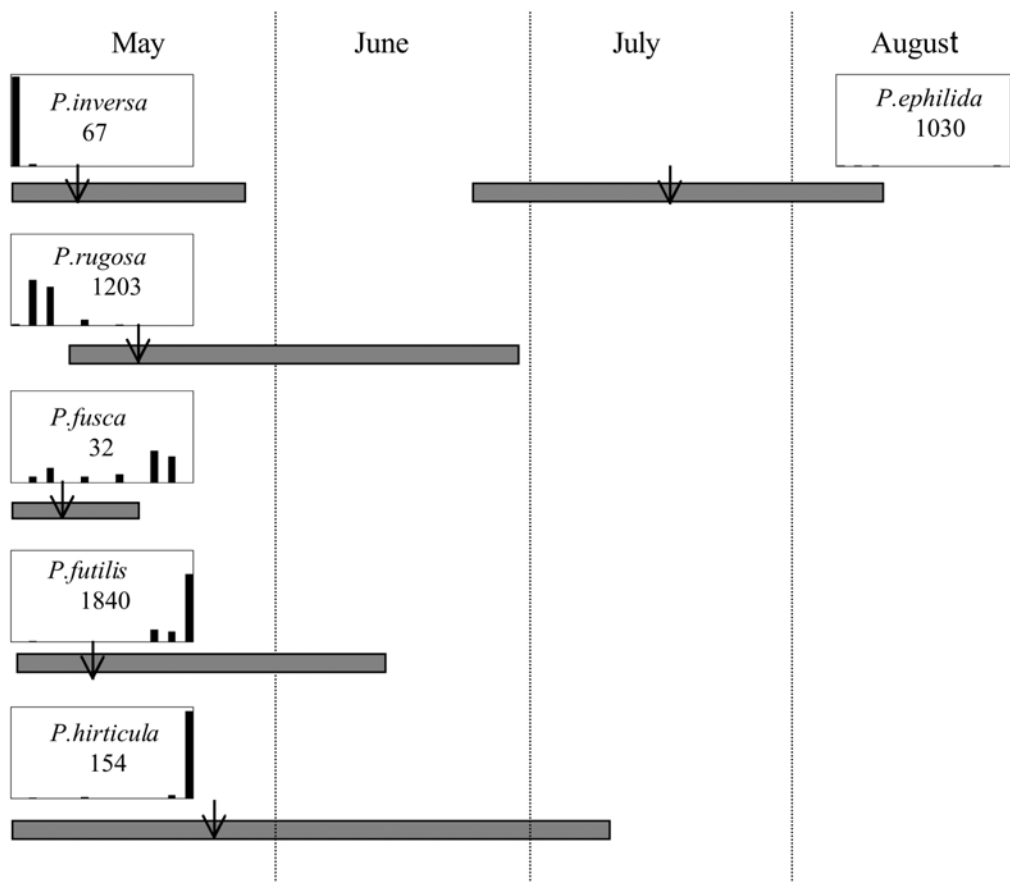 May June July August
P.inversa
67
P.ephilida
1030
P.rugosa
1203
P.fusca
32
P.futilis
1840
P.hirticula
154